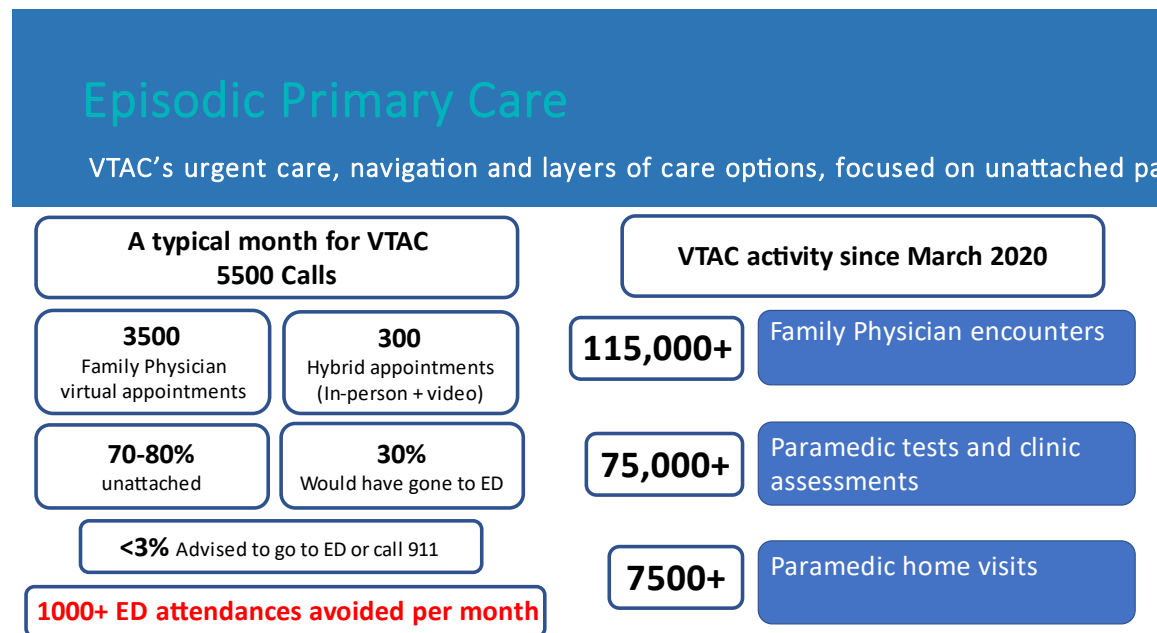 Episodic Primary Care
VTAC’s urgent care, navigation and layers of care options, focused on unattached
A typical month for VTAC
5500 Calls
3500
Family Physician
virtual appointments
300
Hybrid appointments
(In-person + video)
70-80%
unattached
30%
Would have gone to ED
<3% Advised to go to ED or call 911
1000+ ED attendances avoided per month
VTAC activity since March 2020
115,000+
Family Physician encounters
75,000+
Paramedic tests and clinic
assessments
7500+
Paramedic home visits